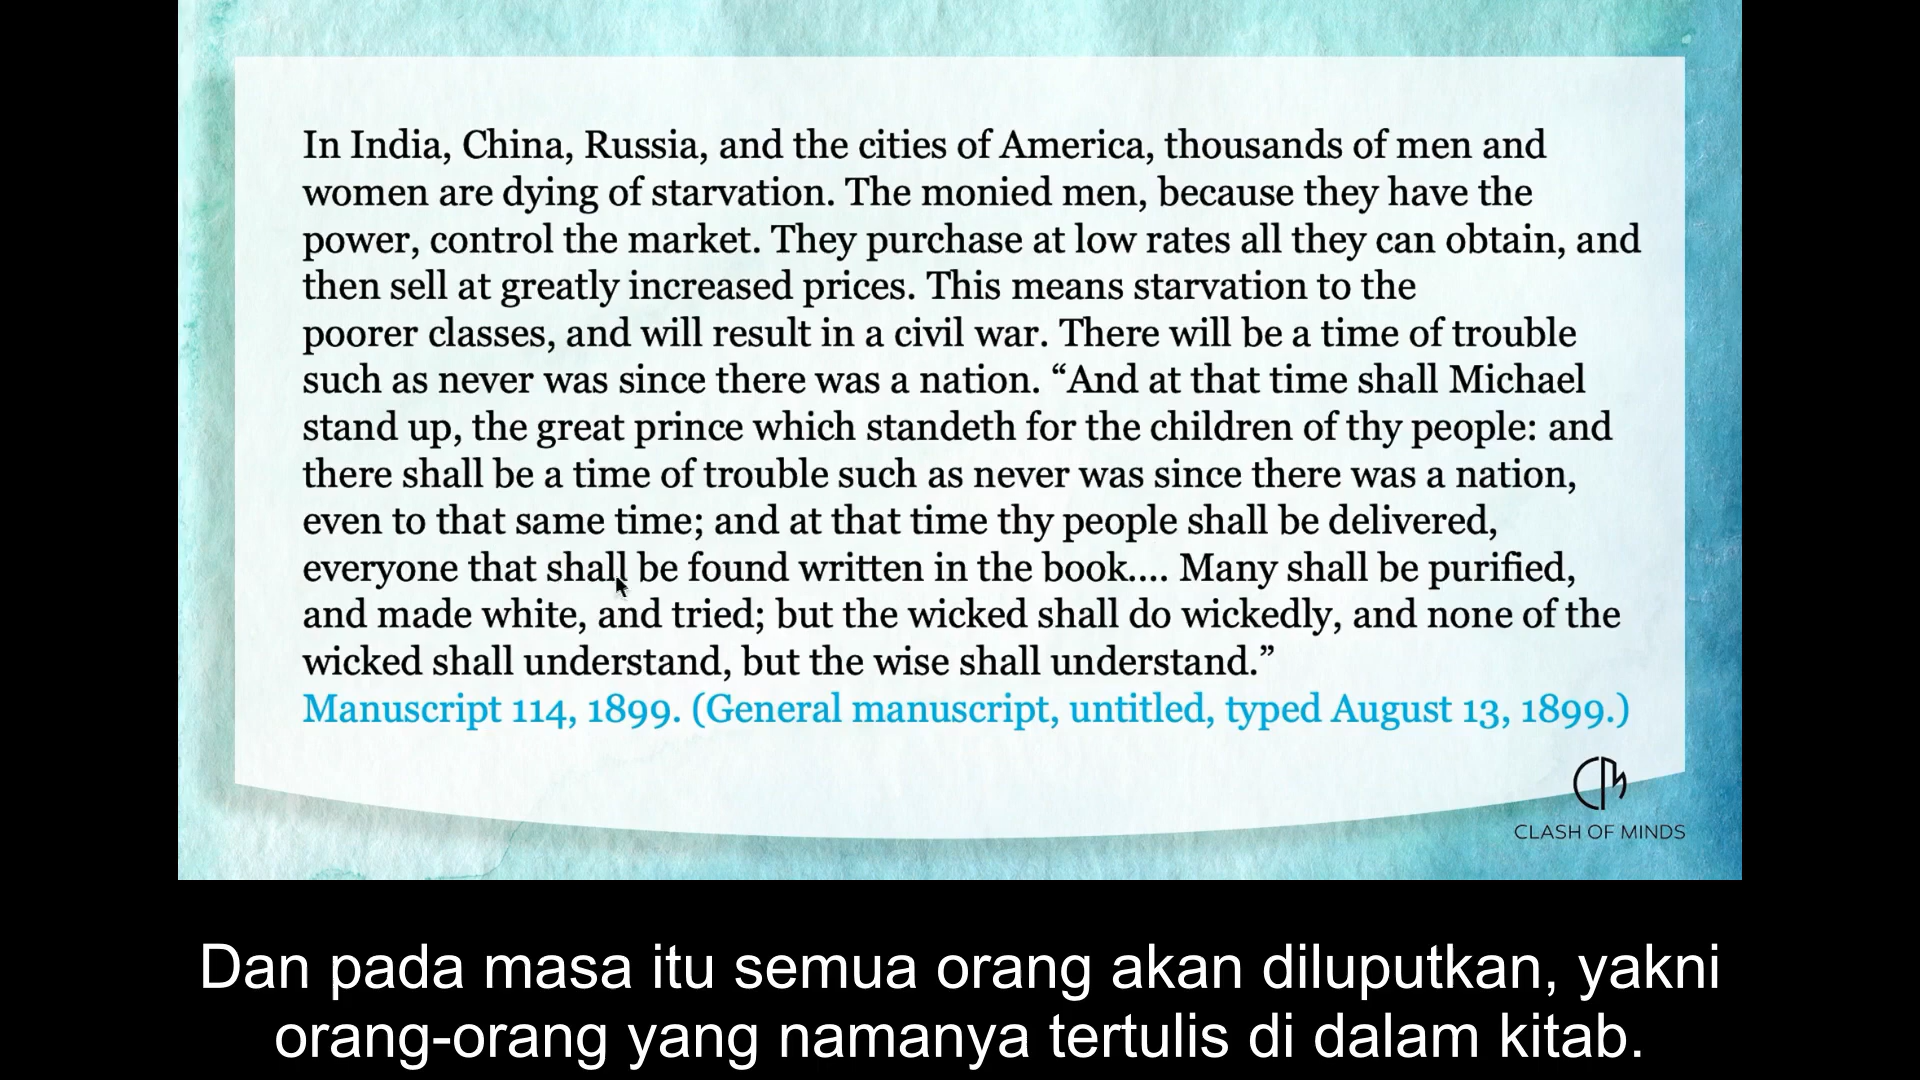 In India, China, Russia, and the cities of America, thousands of men and
women are dying of starvation. The monied men, because they have the
power, control the market. They purchase at low rates all they can obtain, and
then sell at greatly increased prices. This means starvation to the
poorer classes, and will result in a civil war. There will be a time of trouble
such as never was since there was a nation. “And at that time shall Michael
stand up, the great prince which standeth for the children of thy people: and
there shall be a time of trouble such as never was since there was a nation,
even to that same time; and at that time thy people shall be delivered,
everyone that shall be found written in the book.... Many shall be purified,
and made white, and tried; but the wicked shall do wickedly, and none of the
wicked shall understand, but the wise shall understand.”
Manuscript 114, 1899. (General manuscript, untitled, typed August 13, 1899.)
CLASH OF MINDS
Dan pada masa itu semua orang akan diluputkan, yakni
orang-orang yang namanya tertulis di dalam kitab.